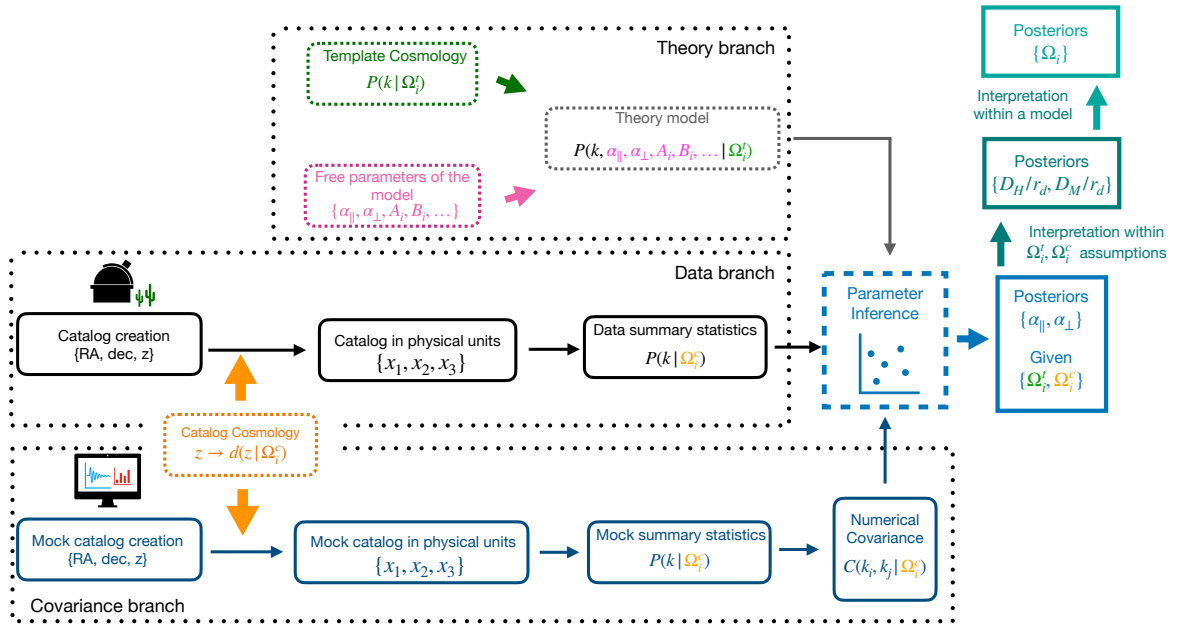 Theory branch
Template Cosmology
P(k | Ωᵢᵗ)
Theory model
P(k, α∥, α⊥, Aᵢ, Bᵢ, … | Ωᵢᵗ)
Free parameters of the
model
{α∥, α⊥, Aᵢ, Bᵢ, …}
Data branch
Catalog creation
{RA, dec, z}
Catalog in physical units
{x₁, x₂, x₃}
Data summary statistics
P(k | Ωᵢᶜ)
Catalog Cosmology
z → d(z | Ωᵢᶜ)
Mock catalog creation
{RA, dec, z}
Mock catalog in physical units
{x₁, x₂, x₃}
Mock summary statistics
P(k | Ωᵢᶜ)
Numerical
Covariance
C(kᵢ, kⱼ | Ωᵢᶜ)
Covariance branch
Parameter
Inference
Posteriors
{α∥, α⊥}
Given
{Ωᵢᵗ, Ωᵢᶜ}
Interpretation within
Ωᵢᵗ, Ωᵢᶜ assumptions
Posteriors
{D_H/r_d, D_M/r_d}
Interpretation
within a model
Posteriors
{Ωᵢ}